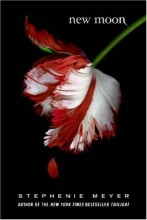 new moon
STEPHENIE MEYER
AUTHOR OF THE NEW YORK TIMES BESTSELLER TWILIGHT